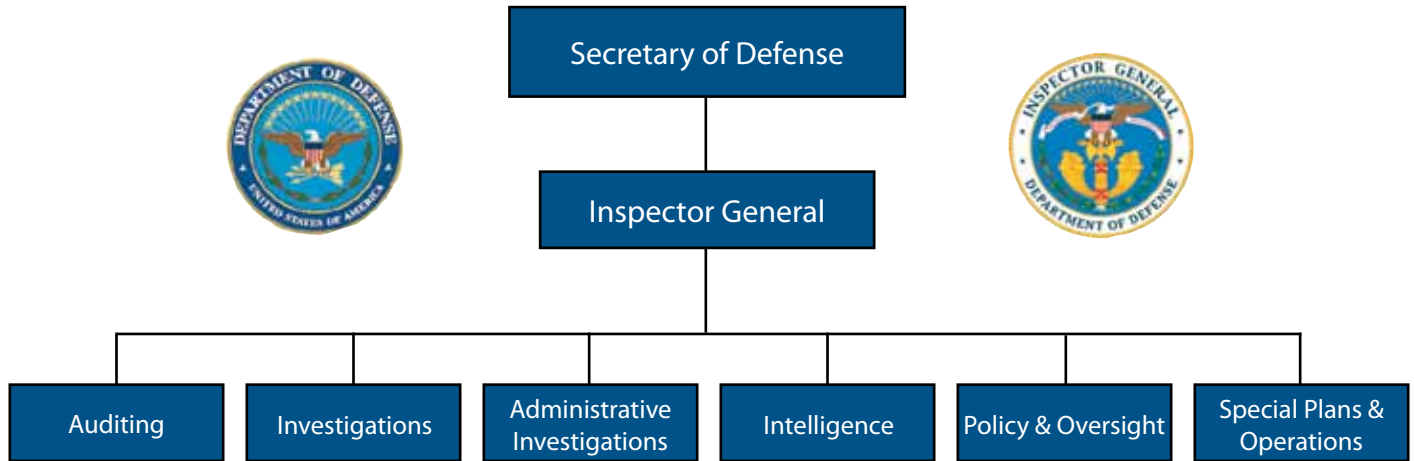 Secretary of Defense
DEPARTMENT OF DEFENSE
UNITED STATES OF AMERICA
INSPECTOR GENERAL
DEPARTMENT OF DEFENSE
Inspector General
Auditing
Investigations
Administrative
Investigations
Intelligence
Policy & Oversight
Special Plans &
Operations